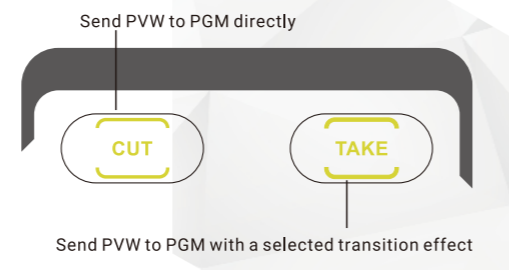 Send PVW to PGM directly
CUT
TAKE
Send PVW to PGM with a selected transition effect